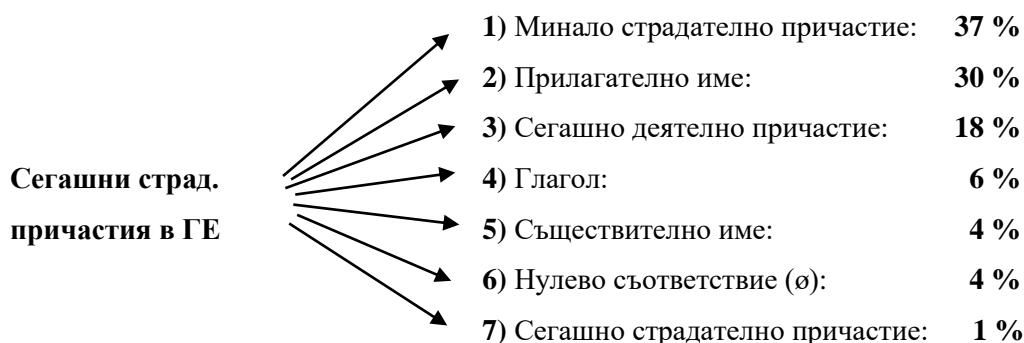 1) Минало страдателно причастие: 37 %
2) Прилагателно име: 30 %
3) Сегашно деятелно причастие: 18 %
Сегашни страд.
4) Глагол: 6 %
причастия в ГЕ
5) Съществително име: 4 %
6) Нулево съответствие (ø): 4 %
7) Сегашно страдателно причастие: 1 %